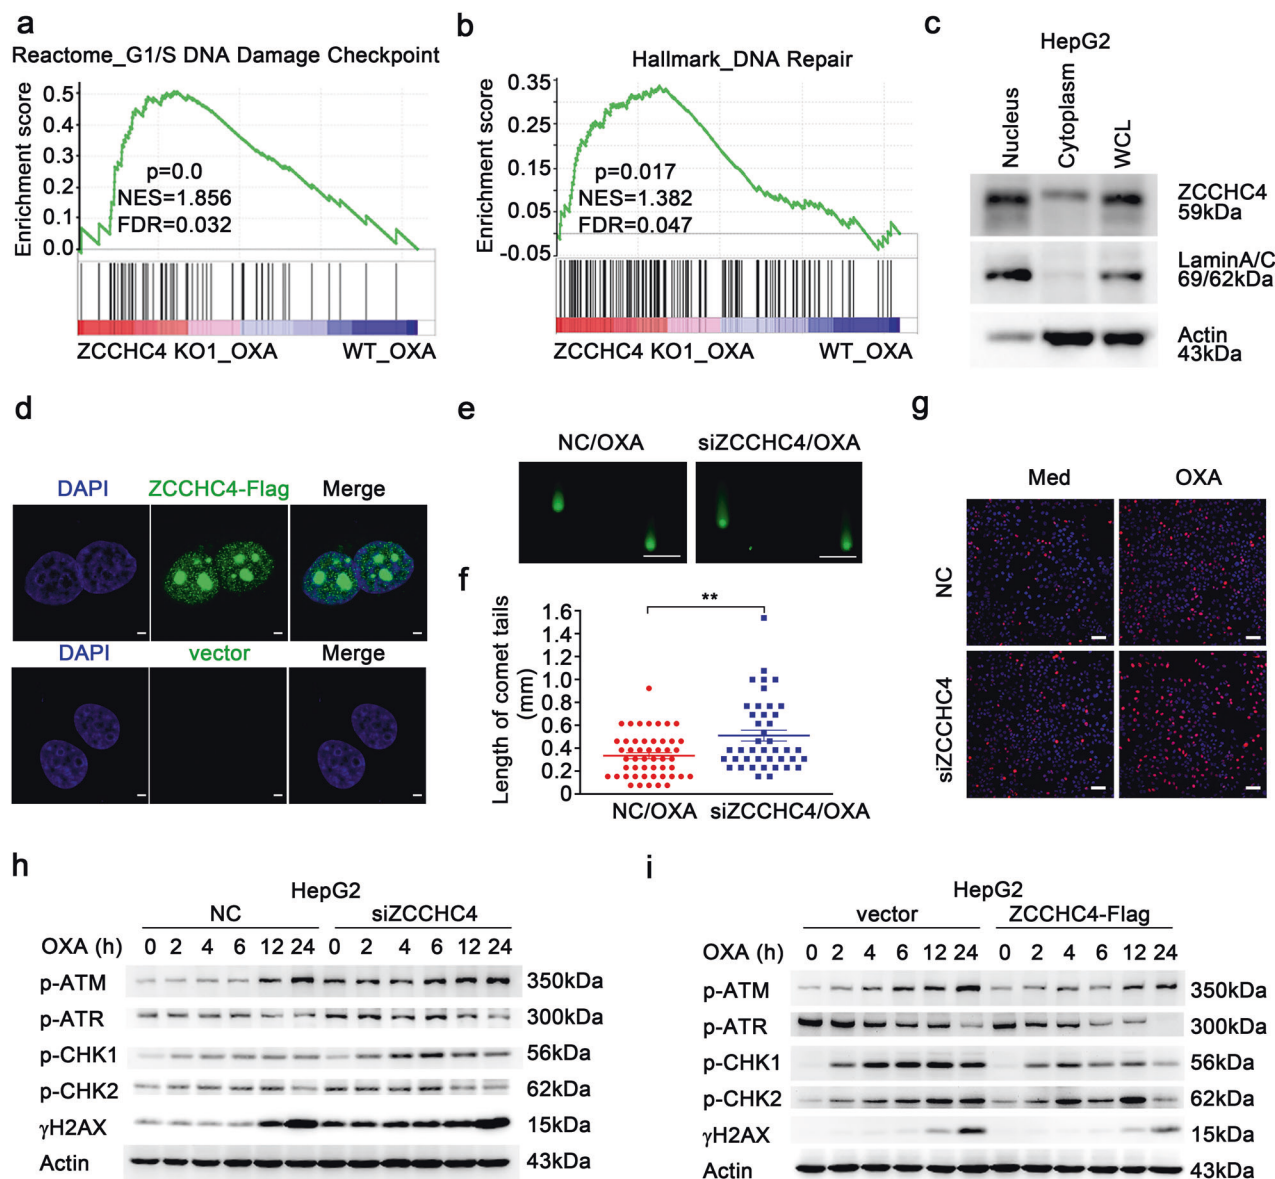 a
Reactome_G1/S DNA Damage Checkpoint
Enrichment score
0.5
0.4
0.3
0.2
0.1
0.0
p=0.0
NES=1.856
FDR=0.032
ZCCHC4 KO1_OXA WT_OXA
b
Hallmark_DNA Repair
Enrichment score
0.35
0.25
0.15
0.05
-0.05
p=0.017
NES=1.382
FDR=0.047
ZCCHC4 KO1_OXA WT_OXA
c
HepG2
Nucleus
Cytoplasm
WCL
ZCCHC4
59kDa
LaminA/C
69/62kDa
Actin
43kDa
d
DAPI ZCCHC4-Flag Merge
DAPI vector Merge
e
NC/OXA siZCCHC4/OXA
f
Length of comet tails
(mm)
1.6
1.4
1.2
1.0
0.8
0.6
0.4
0.2
0
**
NC/OXA siZCCHC4/OXA
g
Med OXA
NC
siZCCHC4
h
HepG2
NC siZCCHC4
OXA (h) 0 2 4 6 12 24 0 2 4 6 12 24
p-ATM 350kDa
p-ATR 300kDa
p-CHK1 56kDa
p-CHK2 62kDa
γH2AX 15kDa
Actin 43kDa
i
HepG2
vector ZCCHC4-Flag
OXA (h) 0 2 4 6 12 24 0 2 4 6 12 24
p-ATM 350kDa
p-ATR 300kDa
p-CHK1 56kDa
p-CHK2 62kDa
γH2AX 15kDa
Actin 43kDa